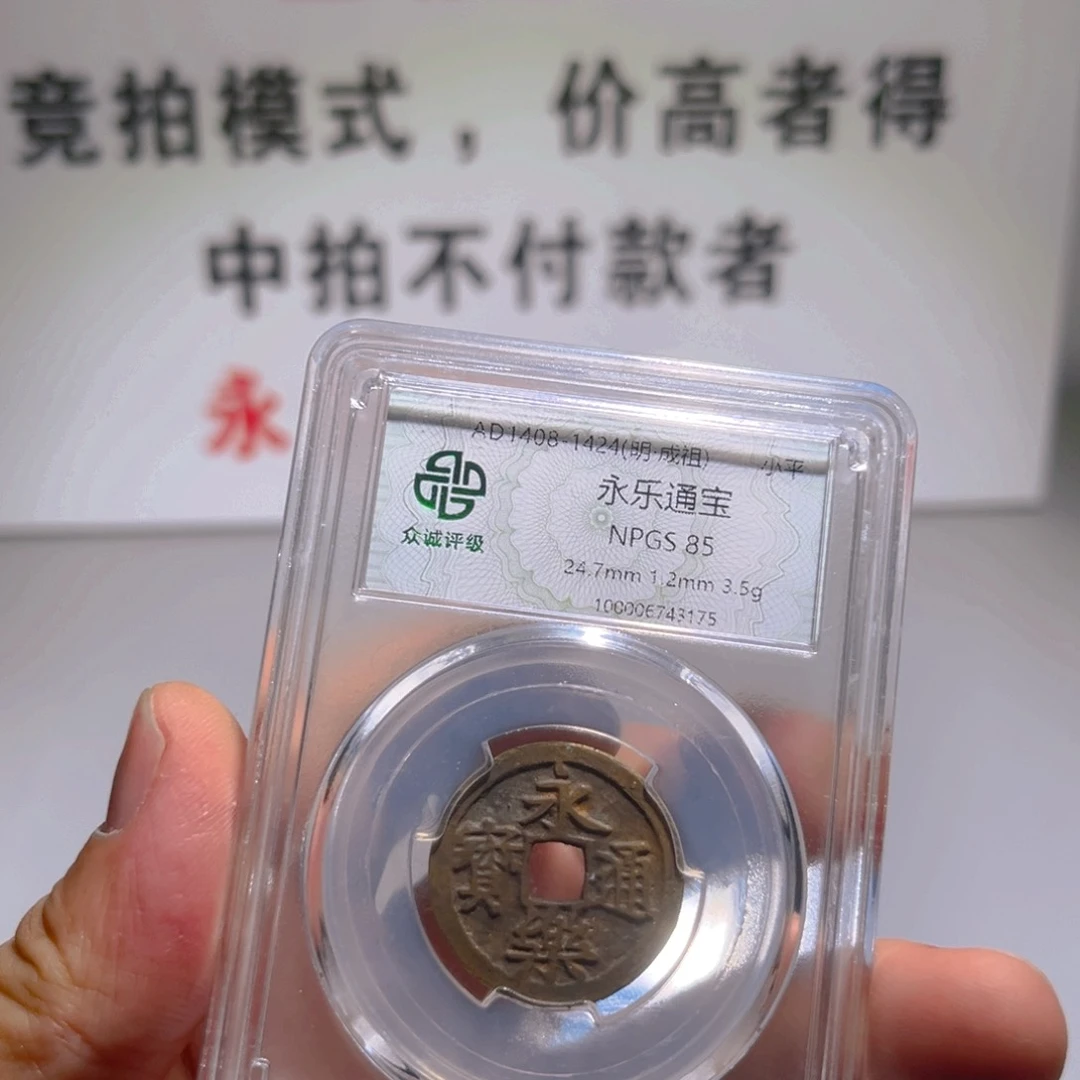 竞拍模式，价高者得
中拍不付款者
永
AD1408-1424(明·成祖) 小平
永乐通宝
NPGS 85
24.7mm 1.2mm 3.5g
100006743175
众诚评级
永樂通寶